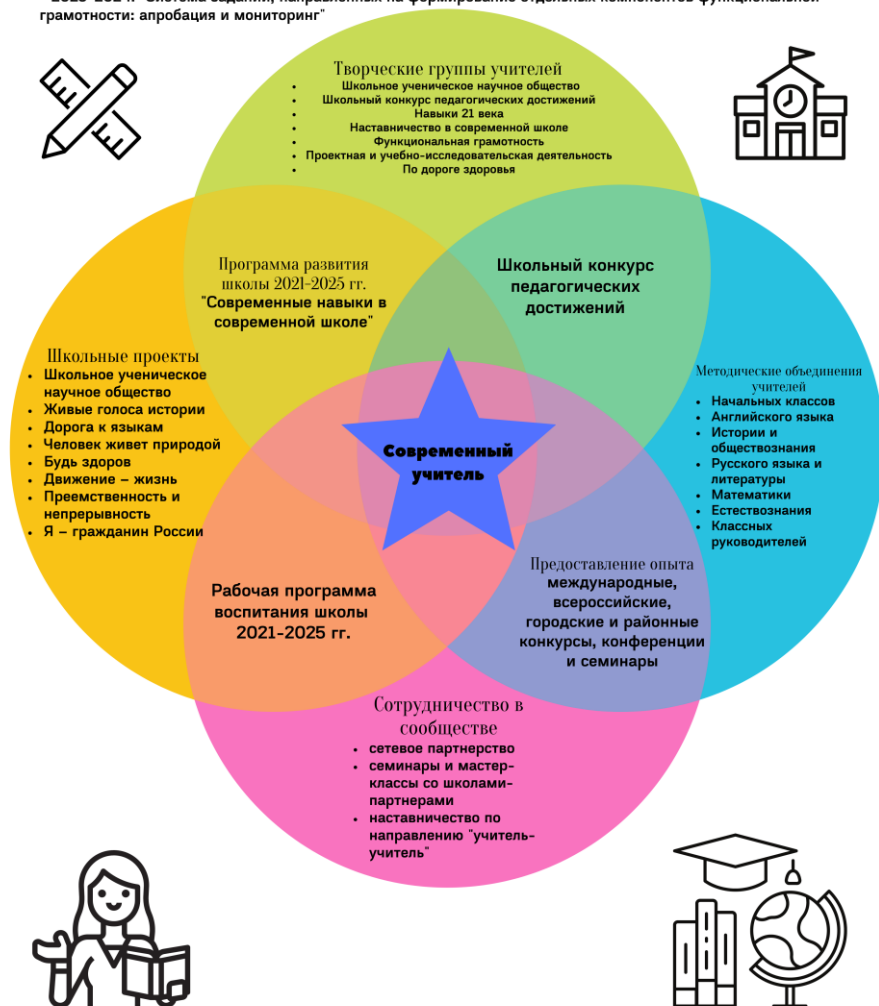 грамотности: апробация и мониторинг"
Творческие группы учителей
• Школьное ученическое научное общество
• Школьный конкурс педагогических достижений
• Навыки 21 века
• Наставничество в современной школе
• Функциональная грамотность
• Проектная и учебно-исследовательская деятельность
• По дороге здоровья
Программа развития
школы 2021-2025 гг.
"Современные навыки в
современной школе"
Школьный конкурс
педагогических
достижений
Школьные проекты
• Школьное ученическое
научное общество
• Живые голоса истории
• Дорога к языкам
• Человек живет природой
• Будь здоров
• Движение – жизнь
• Преемственность и
непрерывность
• Я – гражданин России
Современный
учитель
Методические объединения
учителей
• Начальных классов
• Английского языка
• Истории и
обществознания
• Русского языка и
литературы
• Математики
• Естествознания
• Классных
руководителей
Рабочая программа
воспитания школы
2021-2025 гг.
Предоставление опыта
международные,
всероссийские,
городские и районные
конкурсы, конференции
и семинары
Сотрудничество в
сообществе
• сетевое партнерство
• семинары и мастер-
классы со школами-
партнерами
• наставничество по
направлению "учитель-
учитель"